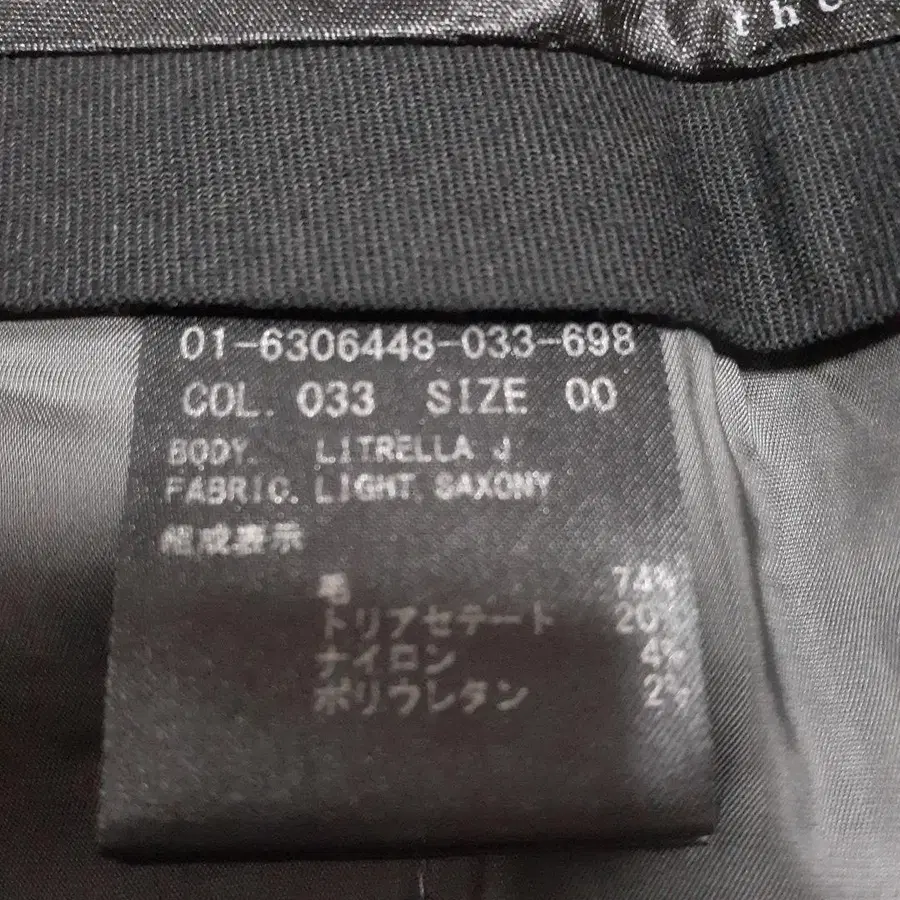 the
01-6306448-033-698
COL. 033 SIZE 00
BODY. LITRELLA J
FABRIC. LIGHT. SAXONY
組成表示
毛 74%
トリアセテート 20%
ナイロン 4%
ポリウレタン 2%